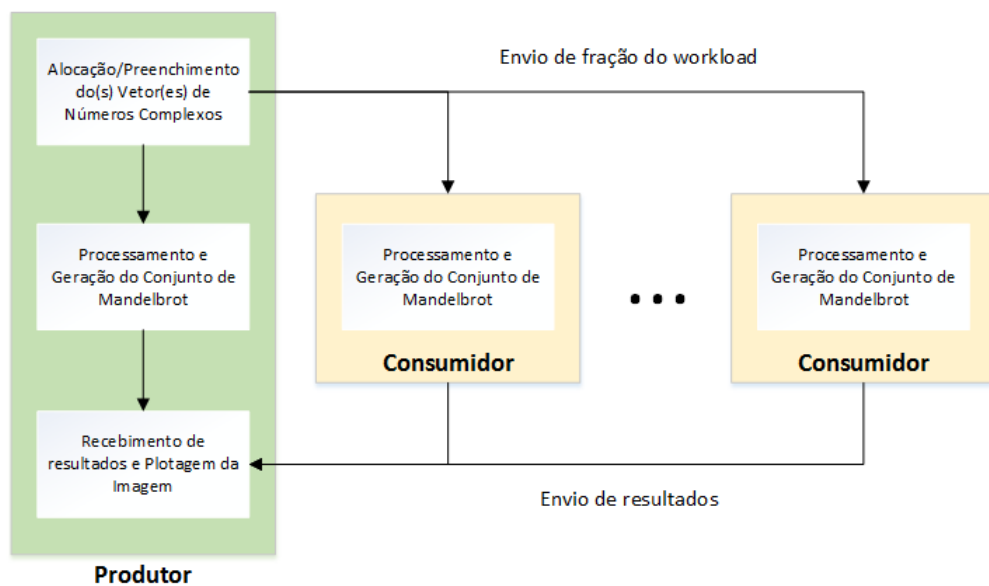 Alocação/Preenchimento
do(s) Vetor(es) de
Números Complexos
Envio de fração do workload
Processamento e
Geração do Conjunto de
Mandelbrot
Processamento e
Geração do Conjunto de
Mandelbrot
Consumidor
...
Processamento e
Geração do Conjunto de
Mandelbrot
Consumidor
Recebimento de
resultados e Plotagem da
Imagem
Envio de resultados
Produtor